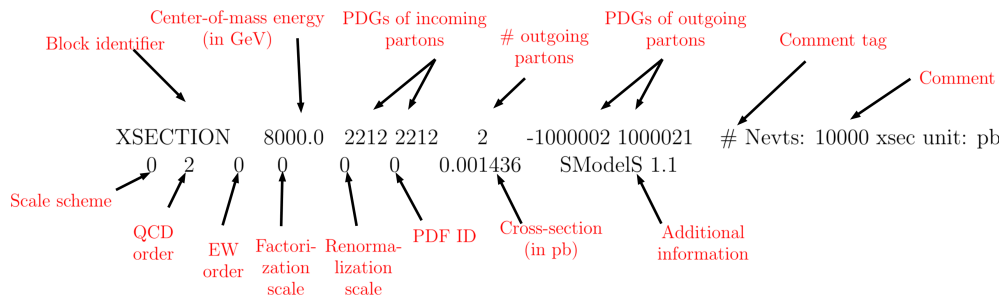 Center-of-mass energy
(in GeV)
PDGs of incoming
partons
PDGs of outgoing
partons
Block identifier
# outgoing
partons
Comment tag
Comment
XSECTION 8000.0 2212 2212 2 -1000002 1000021 # Nevts: 10000 xsec unit: pb
0 2 0 0 0 0 0.001436 SModelS 1.1
Scale scheme
QCD
order
EW
order
Factori-
zation
scale
Renorma-
lization
scale
PDF ID
Cross-section
(in pb)
Additional
information